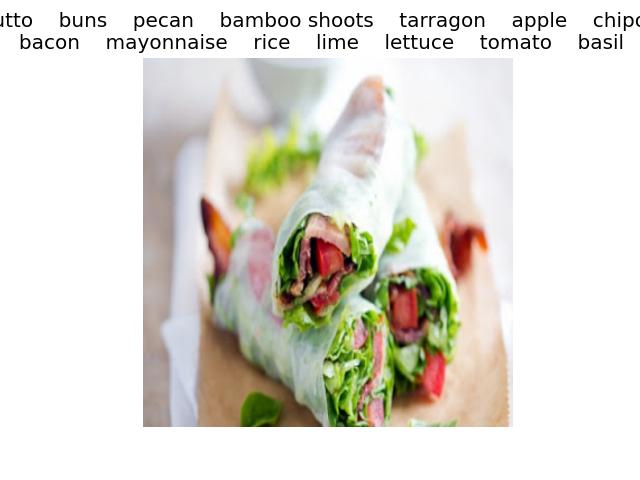 utto buns pecan bamboo shoots tarragon apple chipo
bacon mayonnaise rice lime lettuce tomato basil